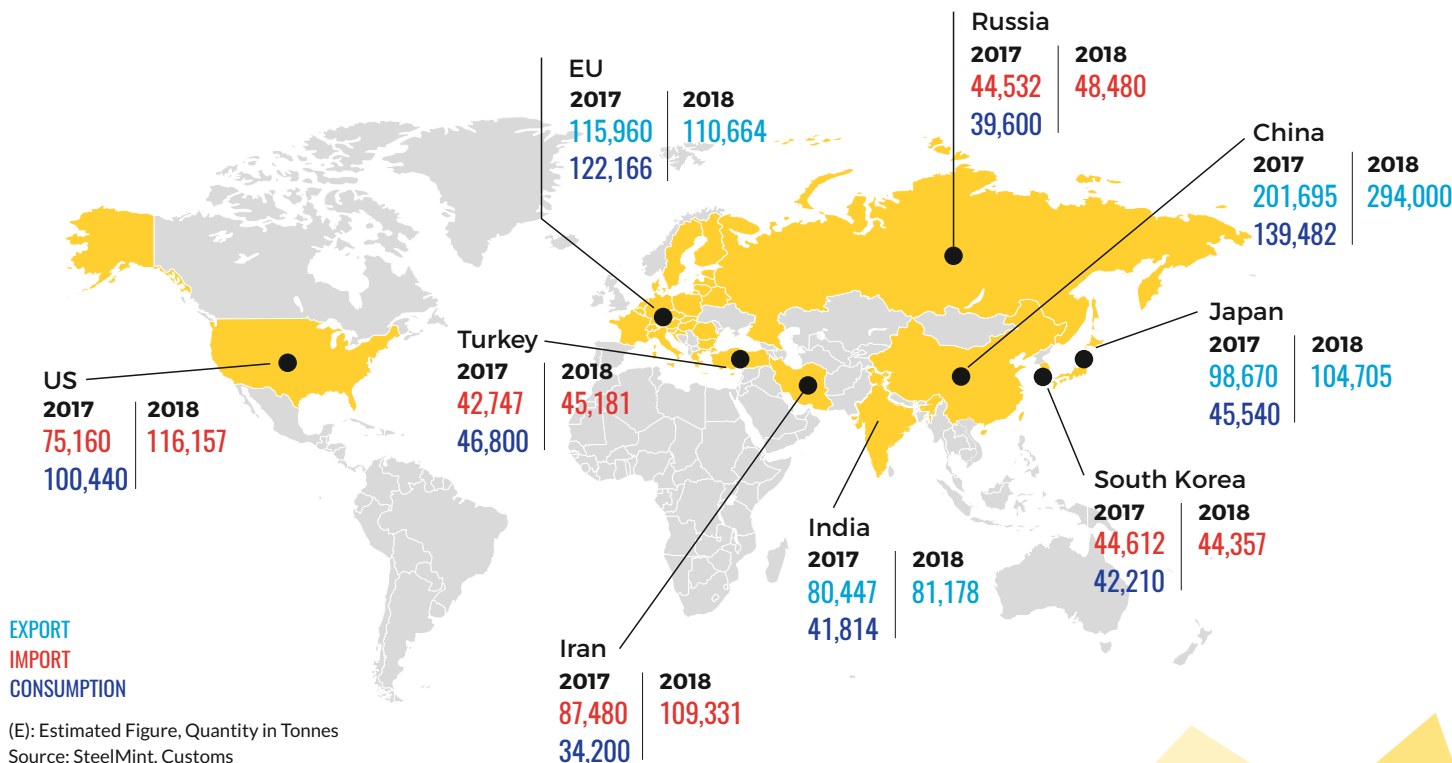 Russia
2017 2018
44,532 48,480
39,600
EU
2017 2018
115,960 110,664
122,166
China
2017 2018
201,695 294,000
139,482
Japan
2017 2018
98,670 104,705
45,540
Turkey
2017 2018
42,747 45,181
46,800
US
2017 2018
75,160 116,157
100,440
South Korea
2017 2018
44,612 44,357
42,210
India
2017 2018
80,447 81,178
41,814
Iran
2017 2018
87,480 109,331
34,200
EXPORT
IMPORT
CONSUMPTION
(E): Estimated Figure, Quantity in Tonnes
Source: SteelMint. Customs